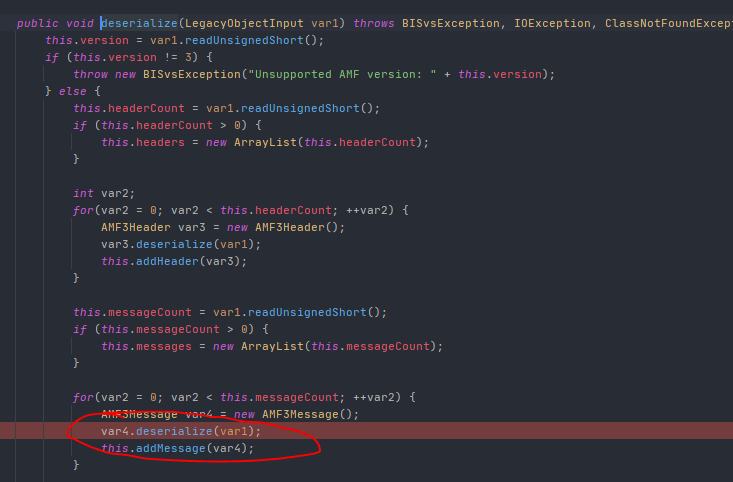 public void deserialize(LegacyObjectInput var1) throws BISvsException, IOException, ClassNotFoundExcept
this.version = var1.readUnsignedShort();
if (this.version != 3) {
throw new BISvsException("Unsupported AMF version: " + this.version);
} else {
this.headerCount = var1.readUnsignedShort();
if (this.headerCount > 0) {
this.headers = new ArrayList(this.headerCount);
}
int var2;
for(var2 = 0; var2 < this.headerCount; ++var2) {
AMF3Header var3 = new AMF3Header();
var3.deserialize(var1);
this.addHeader(var3);
}
this.messageCount = var1.readUnsignedShort();
if (this.messageCount > 0) {
this.messages = new ArrayList(this.messageCount);
}
for(var2 = 0; var2 < this.messageCount; ++var2) {
AMF3Message var4 = new AMF3Message();
var4.deserialize(var1);
this.addMessage(var4);
}